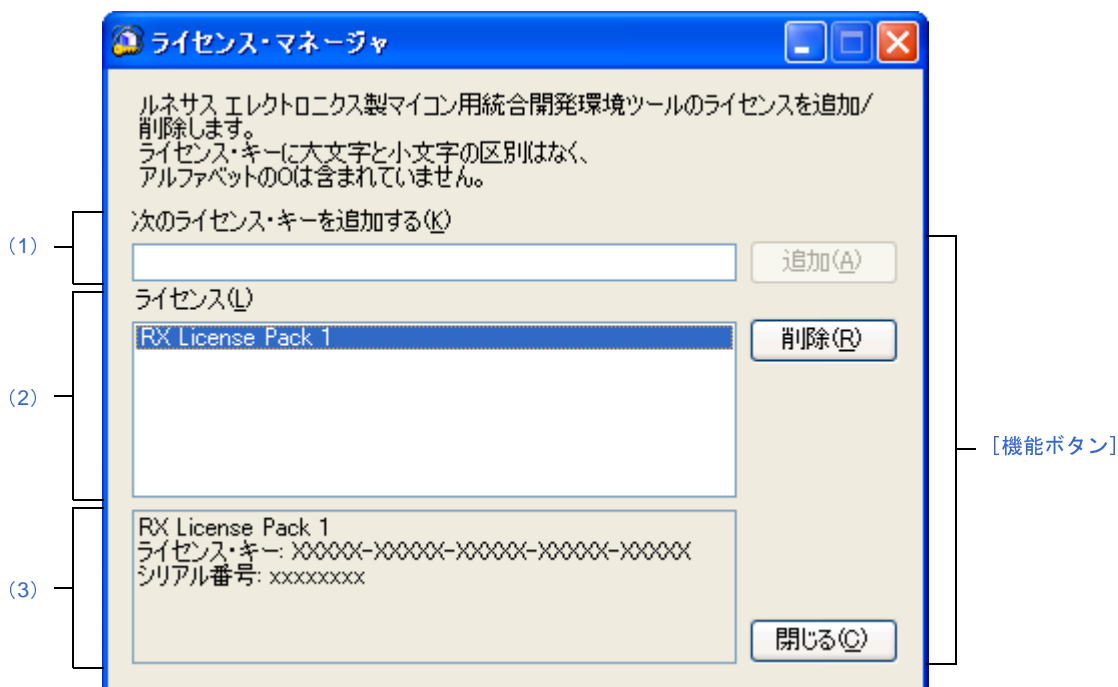 ライセンス・マネージャ
ルネサス エレクトロニクス製マイコン用統合開発環境ツールのライセンスを追加/
削除します。
ライセンス・キーに大文字と小文字の区別はなく、
アルファベットのOは含まれていません。
次のライセンス・キーを追加する(K)
(1)
追加(A)
ライセンス(L)
RX License Pack 1
削除(R)
(2)
[機能ボタン]
RX License Pack 1
ライセンス・キー: XXXXX-XXXXX-XXXXX-XXXXX-XXXXX
シリアル番号: xxxxxxxx
(3)
閉じる(C)